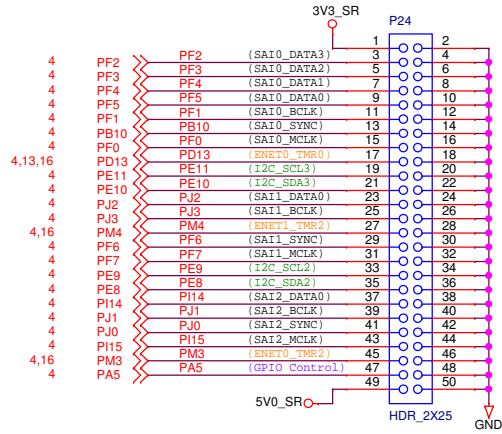 3V3_SR P24
1 2
4 PF2 PF2 (SAI0_DATA3) 3 4
4 PF3 PF3 (SAI0_DATA2) 5 6
4 PF4 PF4 (SAI0_DATA1) 7 8
4 PF5 PF5 (SAI0_DATA0) 9 10
4 PF1 PF1 (SAI0_BCLK) 11 12
4 PB10 PB10 (SAI0_SYNC) 13 14
4 PF0 PF0 (SAI0_MCLK) 15 16
4,13,16 PD13 PD13 (ENET0_TMR0) 17 18
4 PE11 PE11 (I2C_SCL3) 19 20
4 PE10 PE10 (I2C_SDA3) 21 22
4 PJ2 PJ2 (SAI1_DATA0) 23 24
4 PJ3 PJ3 (SAI1_BCLK) 25 26
4,16 PM4 PM4 (ENET1_TMR2) 27 28
4 PF6 PF6 (SAI1_SYNC) 29 30
4 PF7 PF7 (SAI1_MCLK) 31 32
4 PE9 PE9 (I2C_SCL2) 33 34
4 PE8 PE8 (I2C_SDA2) 35 36
4 PI14 PI14 (SAI2_DATA0) 37 38
4 PJ1 PJ1 (SAI2_BCLK) 39 40
4 PJ0 PJ0 (SAI2_SYNC) 41 42
4 PI15 PI15 (SAI2_MCLK) 43 44
4,16 PM3 PM3 (ENET0_TMR2) 45 46
4 PA5 PA5 (GPIO Control) 47 48
49 50
5V0_SR HDR_2X25 GND